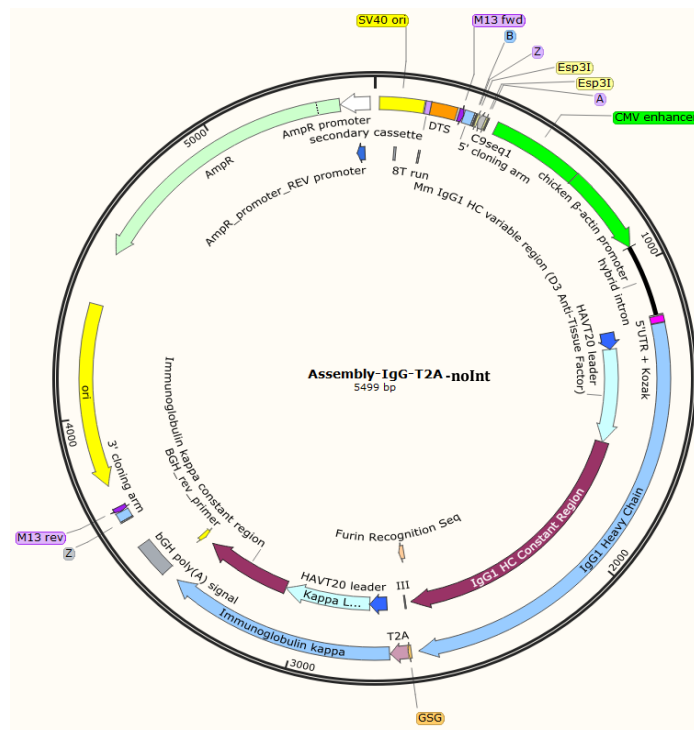 SV40 ori
M13 fwd
B
Z
Esp3I
Esp3I
A
CMV enhancer
AmpR promoter
secondary cassette
DTS
C9seq1
5' cloning arm
8T run
AmpR
5000
AmpR_promoter_REV promoter
Mm IgG1 HC variable region (D3 Anti-Tissue Factor)
chicken β-actin promoter
1000
hybrid intron
5'UTR + Kozak
HAVT20 leader
Assembly-IgG-T2A-noInt
5499 bp
ori
4000
3' cloning arm
M13 rev
Z
bGH poly(A) signal
BGH_rev_primer
Immunoglobulin kappa constant region
Furin Recognition Seq
IgG1 HC Constant Region
IgG1 Heavy Chain
2000
HAVT20 leader
III
Kappa L...
T2A
Immunoglobulin kappa
3000
GSG